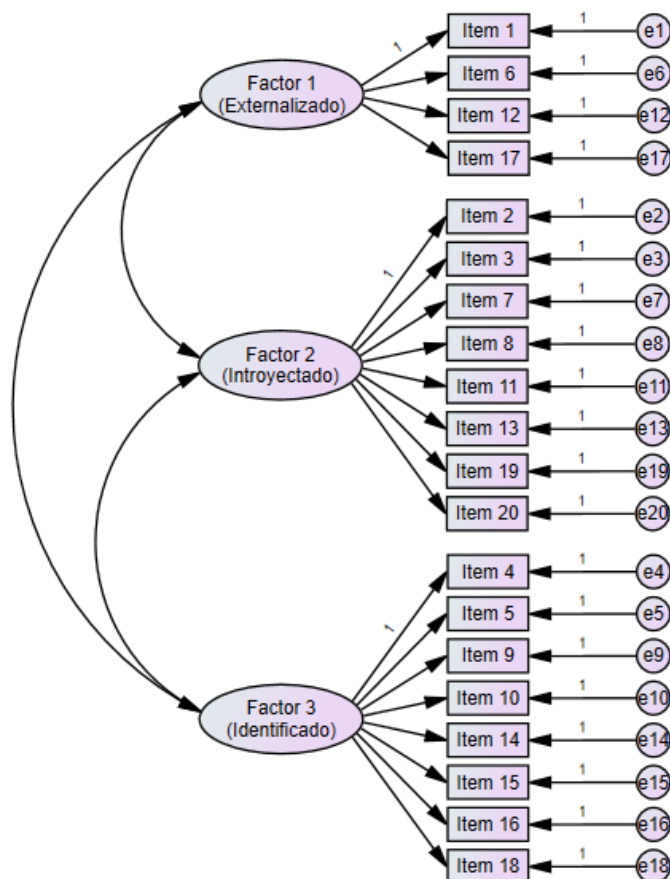 1
Item 1
1
e1
Factor 1
(Externalizado)
Item 6
1
e6
Item 12
1
e12
Item 17
1
e17
1
Item 2
1
e2
Item 3
1
e3
Item 7
1
e7
Factor 2
(Introyectado)
Item 8
1
e8
Item 11
1
e11
Item 13
1
e13
Item 19
1
e19
Item 20
1
e20
1
Item 4
1
e4
Item 5
1
e5
Item 9
1
e9
Factor 3
(Identificado)
Item 10
1
e10
Item 14
1
e14
Item 15
1
e15
Item 16
1
e16
Item 18
1
e18